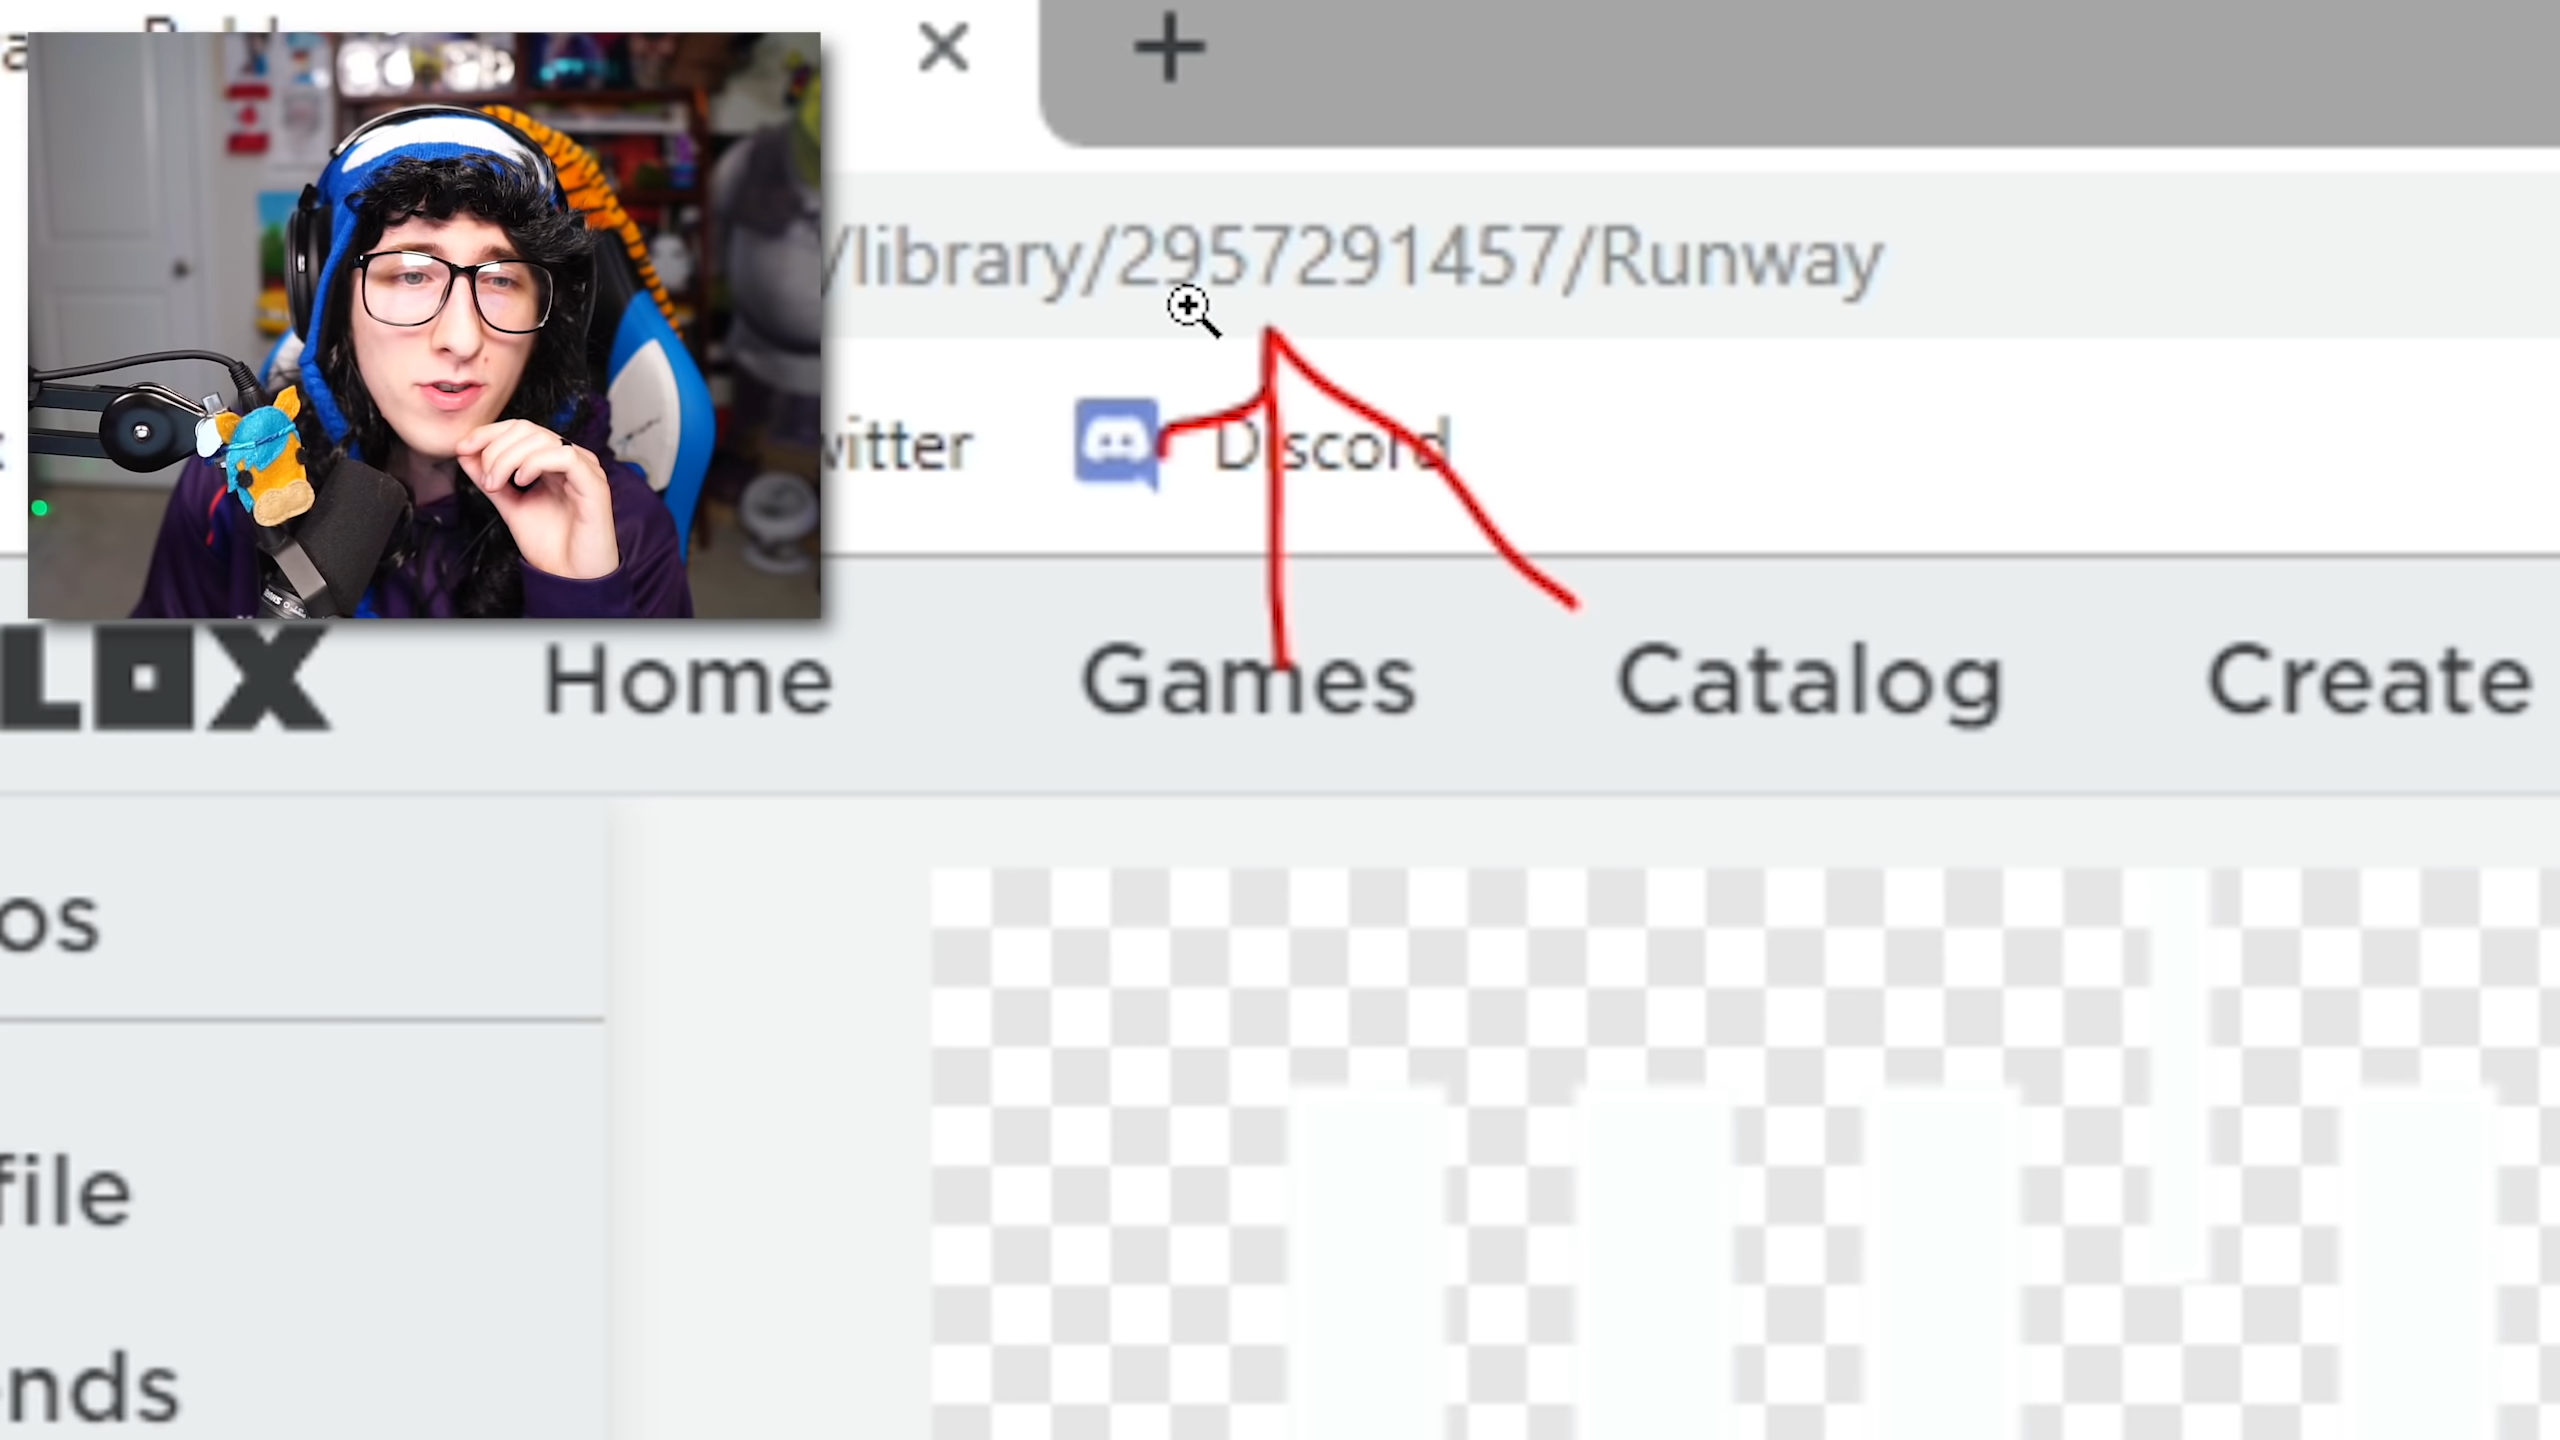 /library/2957291457/Runway
witter Discord
LOX Home Games Catalog Create
os
file
nds